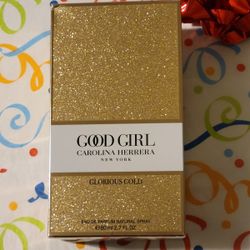 GOOD GIRL
CAROLINA HERRERA
NEW YORK
GLORIOUS GOLD
EAU DE PARFUM NATURAL SPRAY
℮ 80 ml 2.7 FL.OZ